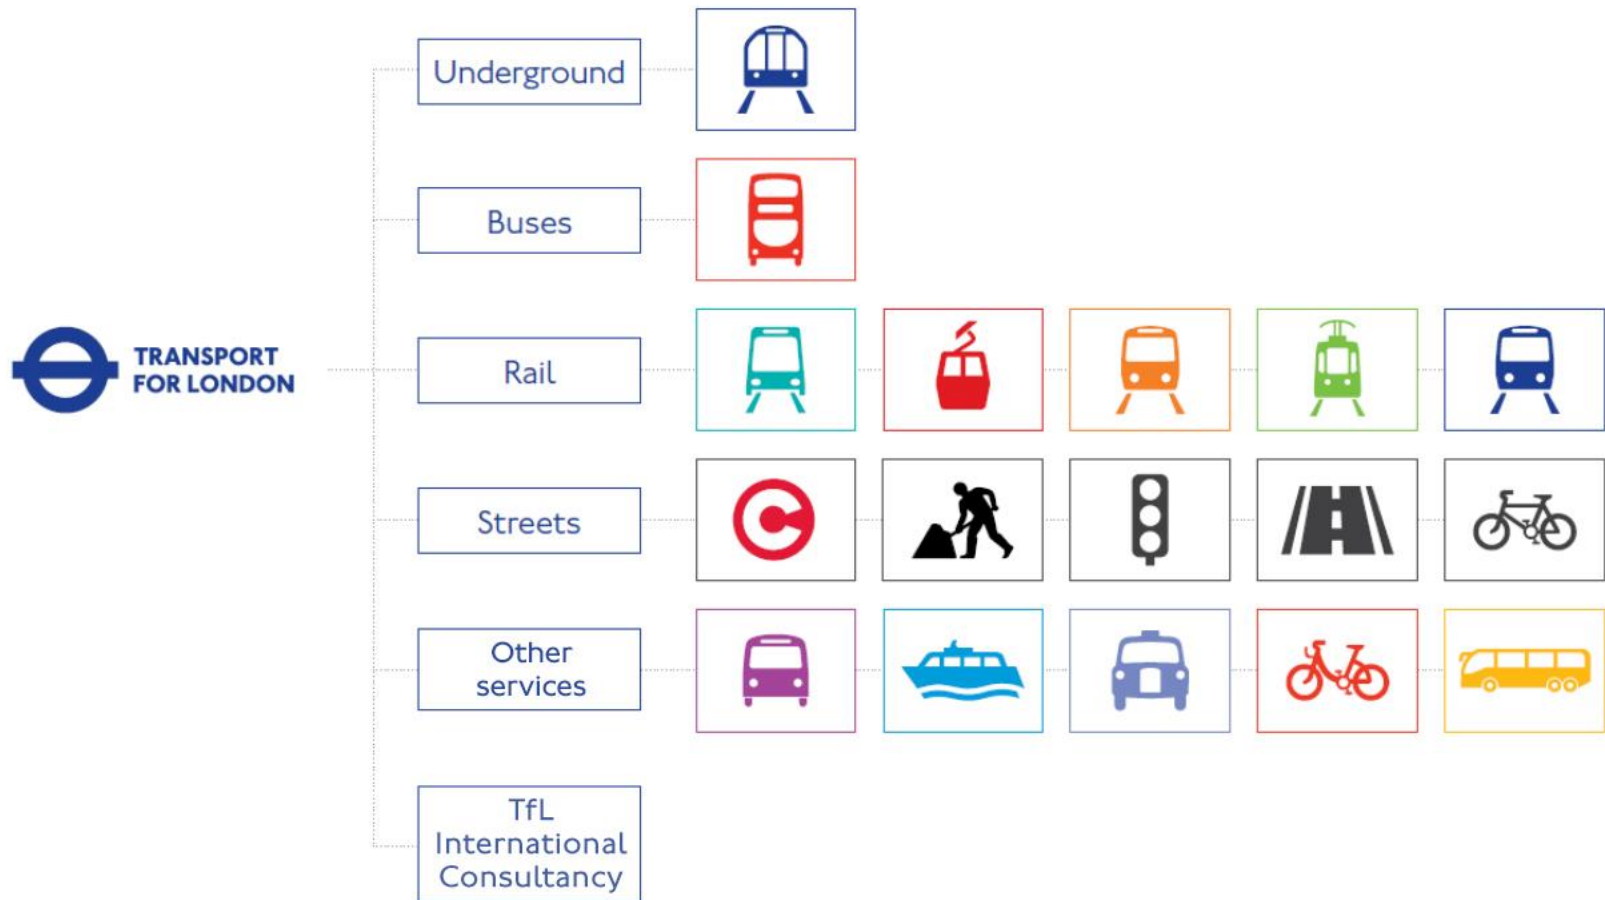 TRANSPORT
FOR LONDON
Underground
Buses
Rail
Streets
Other
services
TfL
International
Consultancy